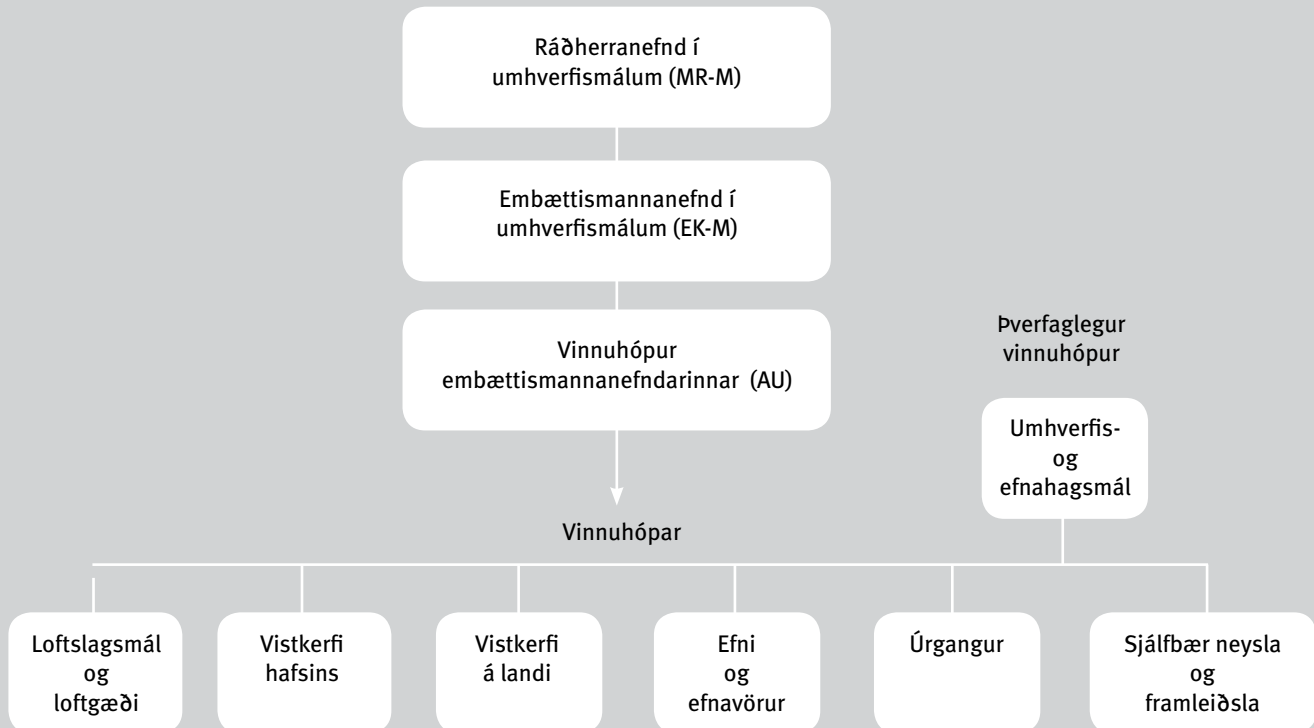 Ráðherranefnd í
umhverfismálum (MR-M)
Embættismannanefnd í
umhverfismálum (EK-M)
Vinnuhópur
embættismannanefndarinnar (AU)
Þverfaglegur
vinnuhópur
Umhverfis-
og
efnahagsmál
Vinnuhópar
Loftslagsmál
og
loftgæði
Vistkerfi
hafsins
Vistkerfi
á landi
Efni
og
efnavörur
Úrgangur
Sjálfbær neysla
og
framleiðsla